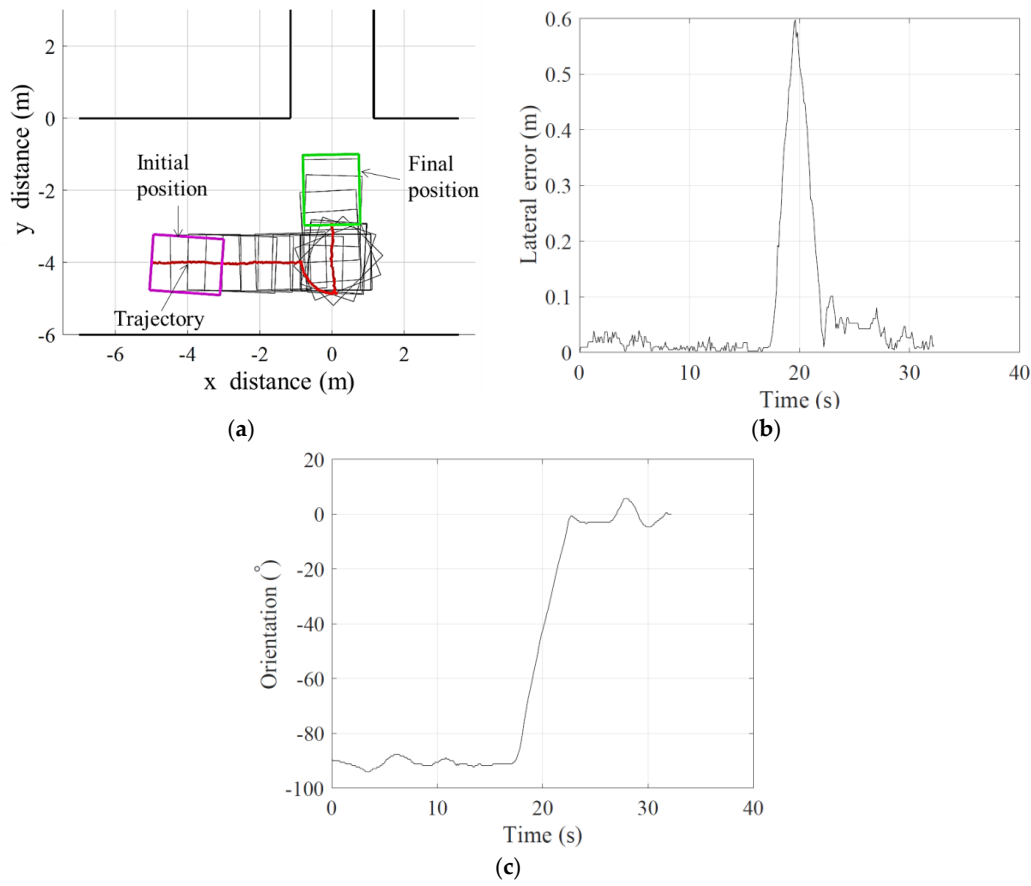 2
0
-2
-4
-6
y distance (m)
Initial
position
Final
position
Trajectory
-6
-4
-2
0
2
x distance (m)
(a)
0.6
0.5
0.4
0.3
0.2
0.1
0
Lateral error (m)
0
10
20
30
40
Time (s)
(b)
20
0
-20
-40
-60
-80
-100
Orientation (°)
0
10
20
30
40
Time (s)
(c)